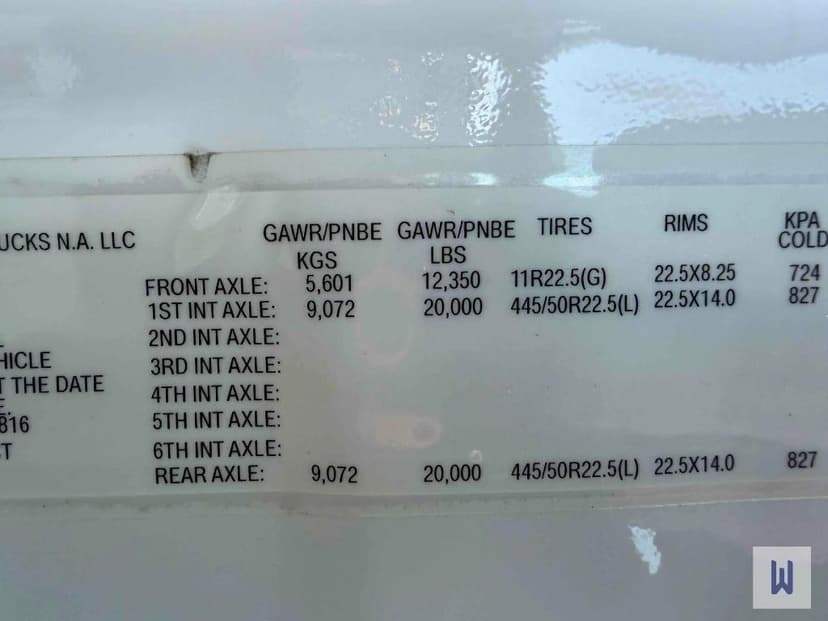 UCKS N.A. LLC GAWR/PNBE GAWR/PNBE TIRES RIMS KPA
KGS LBS COLD
FRONT AXLE: 5,601 12,350 11R22.5(G) 22.5X8.25 724
1ST INT AXLE: 9,072 20,000 445/50R22.5(L) 22.5X14.0 827
2ND INT AXLE:
HICLE 3RD INT AXLE:
T THE DATE 4TH INT AXLE:
E.
816 5TH INT AXLE:
ST 6TH INT AXLE:
REAR AXLE: 9,072 20,000 445/50R22.5(L) 22.5X14.0 827
W